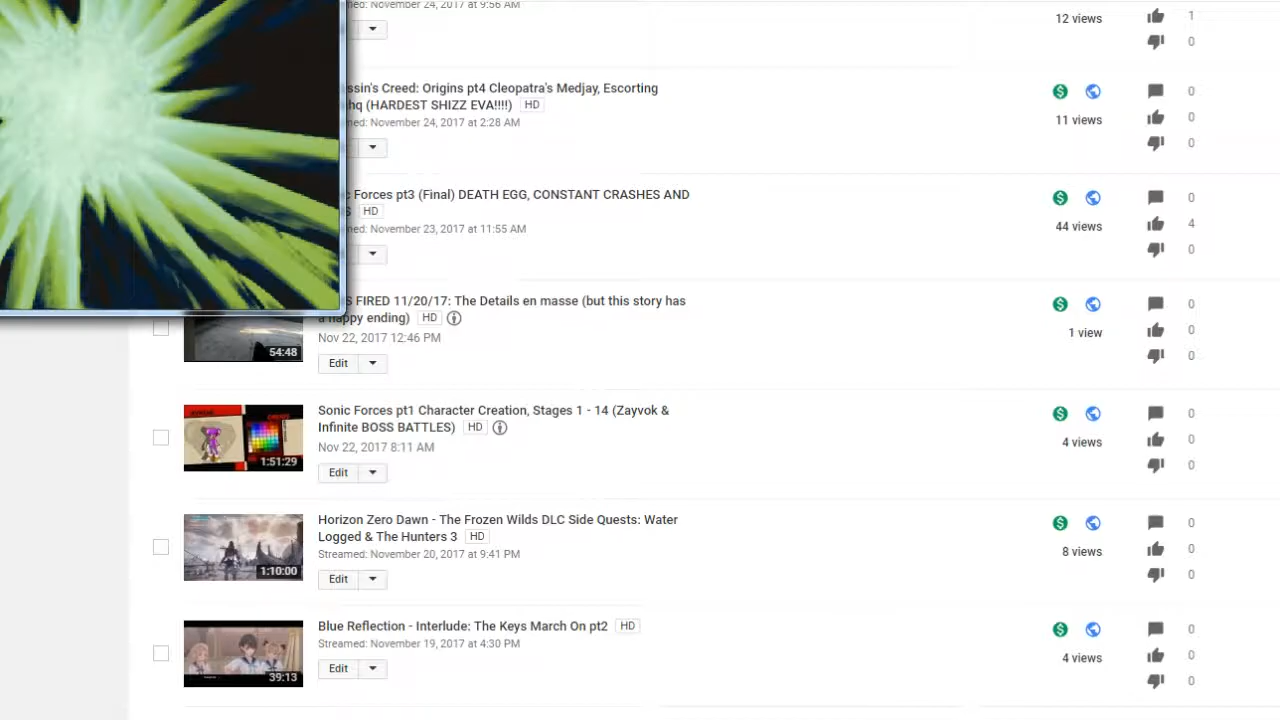 ned: November 24, 2017 at 9:56 AM
12 views
1
0
ssin's Creed: Origins pt4 Cleopatra's Medjay, Escorting
hq (HARDEST SHIZZ EVA!!!!) HD
ned: November 24, 2017 at 2:28 AM
11 views
0
0
0
c Forces pt3 (Final) DEATH EGG, CONSTANT CRASHES AND
S HD
ned: November 23, 2017 at 11:55 AM
44 views
0
4
0
S FIRED 11/20/17: The Details en masse (but this story has
a happy ending) HD
Nov 22, 2017 12:46 PM
54:48
Edit
1 view
0
0
0
Sonic Forces pt1 Character Creation, Stages 1 - 14 (Zayvok &
Infinite BOSS BATTLES) HD
Nov 22, 2017 8:11 AM
1:51:29
Edit
4 views
0
0
0
Horizon Zero Dawn - The Frozen Wilds DLC Side Quests: Water
Logged & The Hunters 3 HD
Streamed: November 20, 2017 at 9:41 PM
1:10:00
Edit
8 views
0
0
0
Blue Reflection - Interlude: The Keys March On pt2 HD
Streamed: November 19, 2017 at 4:30 PM
39:13
Edit
4 views
0
0
0